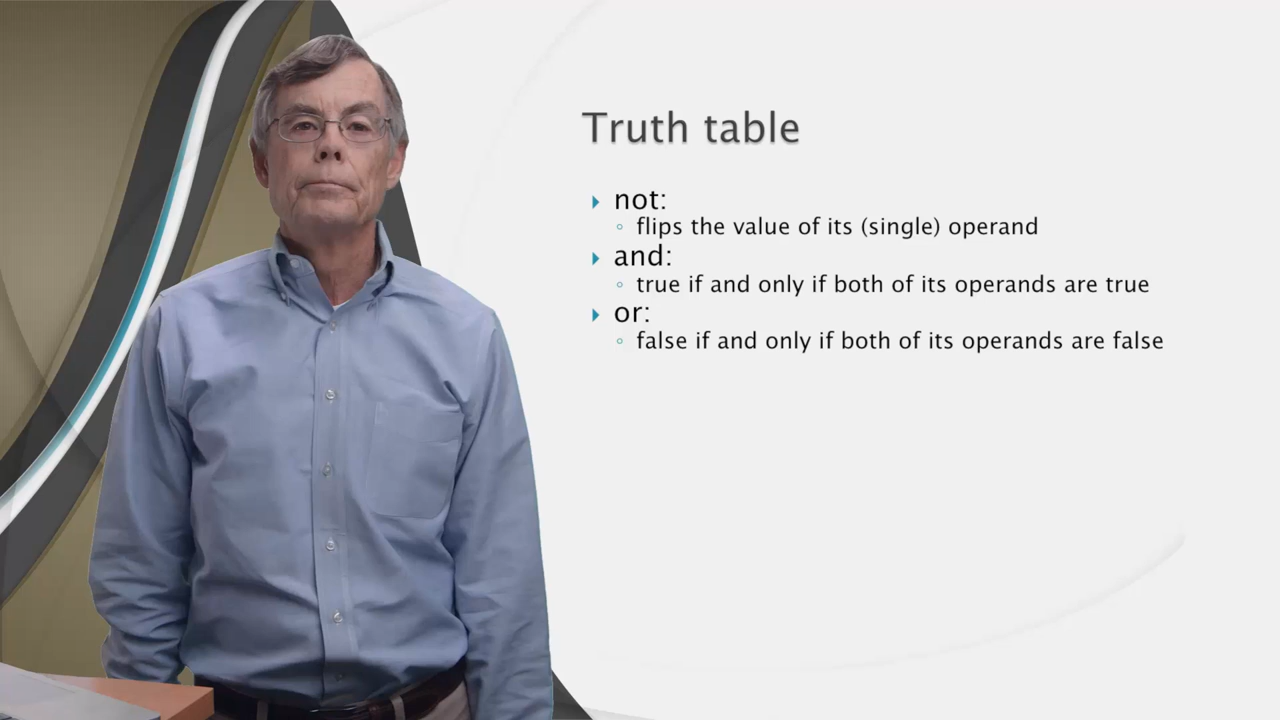 Truth table
not:
flips the value of its (single) operand
and:
true if and only if both of its operands are true
or:
false if and only if both of its operands are false